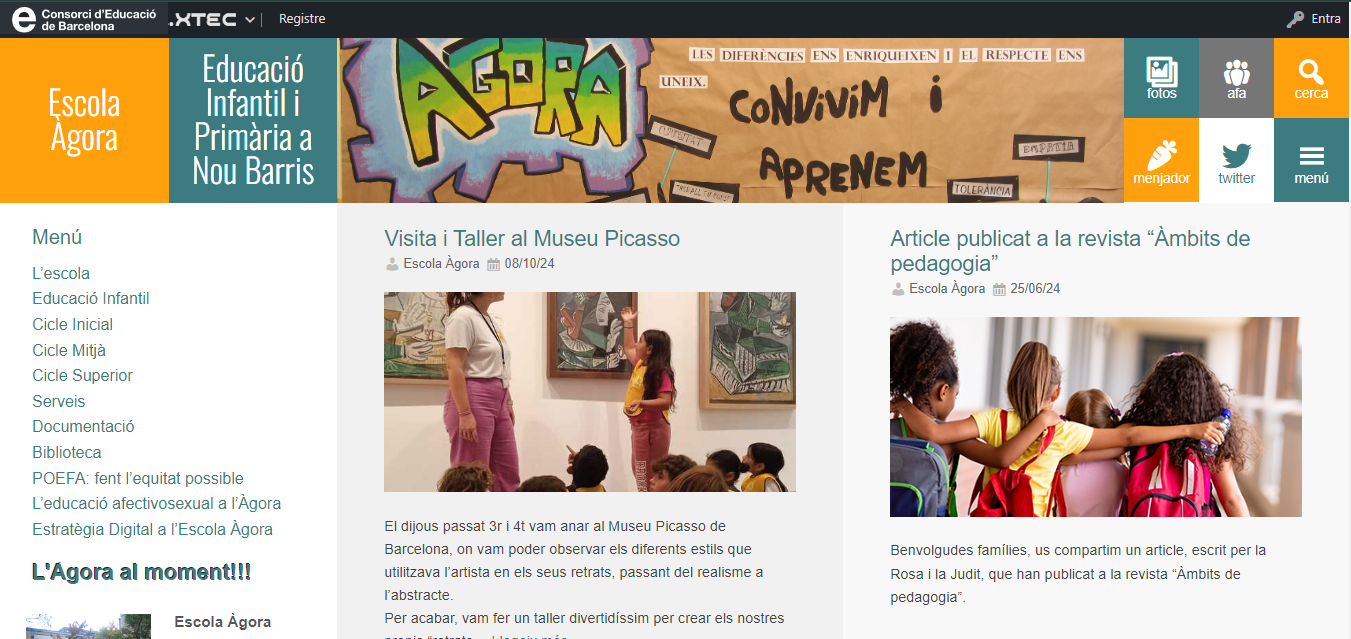 Consorci d'Educació
de Barcelona
.XTEC
Registre
Entra
Escola
Àgora
Educació
Infantil i
Primària a
Nou Barris
ÀGORA
LES DIFERÈNCIES ENS ENRIQUEIXEN I EL RESPECTE ENS
UNEIX.
CONVIVIM i
APRENEM
EMPATIA
TOLERÀNCIA
fotos
afa
cerca
menjador
twitter
menú
Menú
L’escola
Educació Infantil
Cicle Inicial
Cicle Mitjà
Cicle Superior
Serveis
Documentació
Biblioteca
POEFA: fent l’equitat possible
L’educació afectivosexual a l’Àgora
Estratègia Digital a l’Escola Àgora
L'Agora al moment!!!
Escola Àgora
Visita i Taller al Museu Picasso
Escola Àgora 08/10/24
El dijous passat 3r i 4t vam anar al Museu Picasso de
Barcelona, on vam poder observar els diferents estils que
utilitzava l’artista en els seus retrats, passant del realisme a
l’abstracte.
Per acabar, vam fer un taller divertidíssim per crear els nostres
Article publicat a la revista “Àmbits de
pedagogia”
Escola Àgora 25/06/24
Benvolgudes famílies, us compartim un article, escrit per la
Rosa i la Judit, que han publicat a la revista “Àmbits de
pedagogia”.